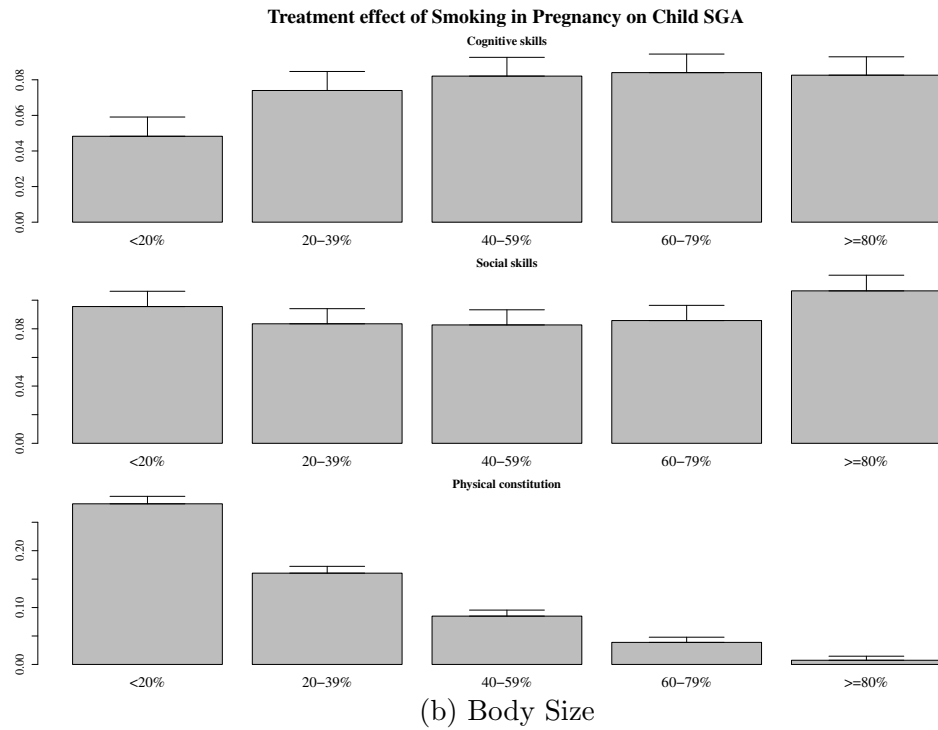 Treatment effect of Smoking in Pregnancy on Child SGA
Cognitive skills
0.08
0.06
0.04
0.02
0.00
<20% 20−39% 40−59% 60−79% >=80%
Social skills
0.08
0.04
0.00
<20% 20−39% 40−59% 60−79% >=80%
Physical constitution
0.20
0.10
0.00
<20% 20−39% 40−59% 60−79% >=80%
(b) Body Size